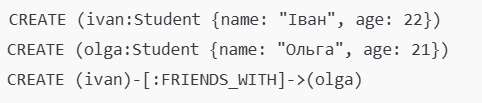 CREATE (ivan:Student {name: "Іван", age: 22})
CREATE (olga:Student {name: "Ольга", age: 21})
CREATE (ivan)-[:FRIENDS_WITH]->(olga)